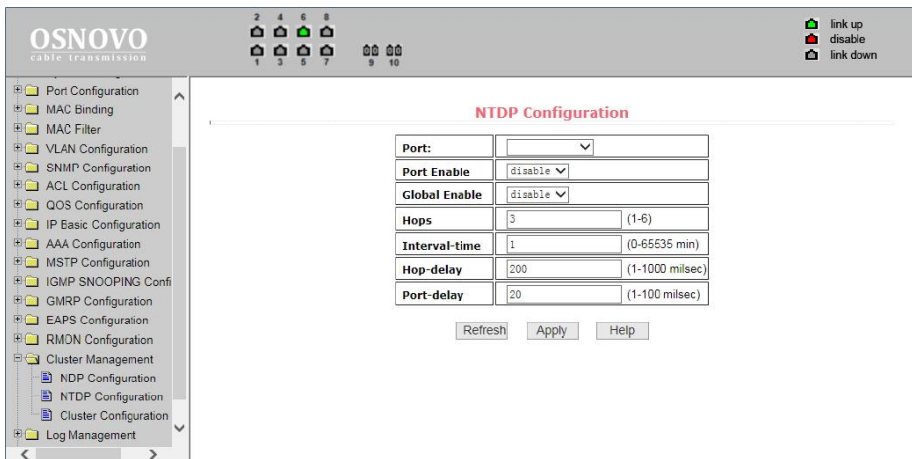 OSNOVO
cable transmission
2 4 6 8
1 3 5 7 9 10
link up
disable
link down
Port Configuration
MAC Binding
MAC Filter
VLAN Configuration
SNMP Configuration
ACL Configuration
QOS Configuration
IP Basic Configuration
AAA Configuration
MSTP Configuration
IGMP SNOOPING Confi
GMRP Configuration
EAPS Configuration
RMON Configuration
Cluster Management
NDP Configuration
NTDP Configuration
Cluster Configuration
Log Management
NTDP Configuration
Port:
Port Enable disable
Global Enable disable
Hops 3 (1-6)
Interval-time 1 (0-65535 min)
Hop-delay 200 (1-1000 milsec)
Port-delay 20 (1-100 milsec)
Refresh Apply Help